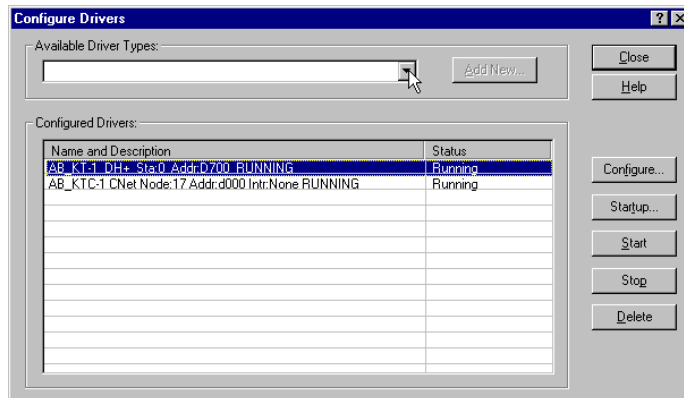 Configure Drivers
Available Driver Types:
Add New...
Close
Help
Configured Drivers:
Name and Description Status
AB_KT-1 DH+ Sta:0 Addr:D700 RUNNING Running
AB_KTC-1 CNet Node:17 Addr:d000 Intr:None RUNNING Running
Configure...
Startup...
Start
Stop
Delete